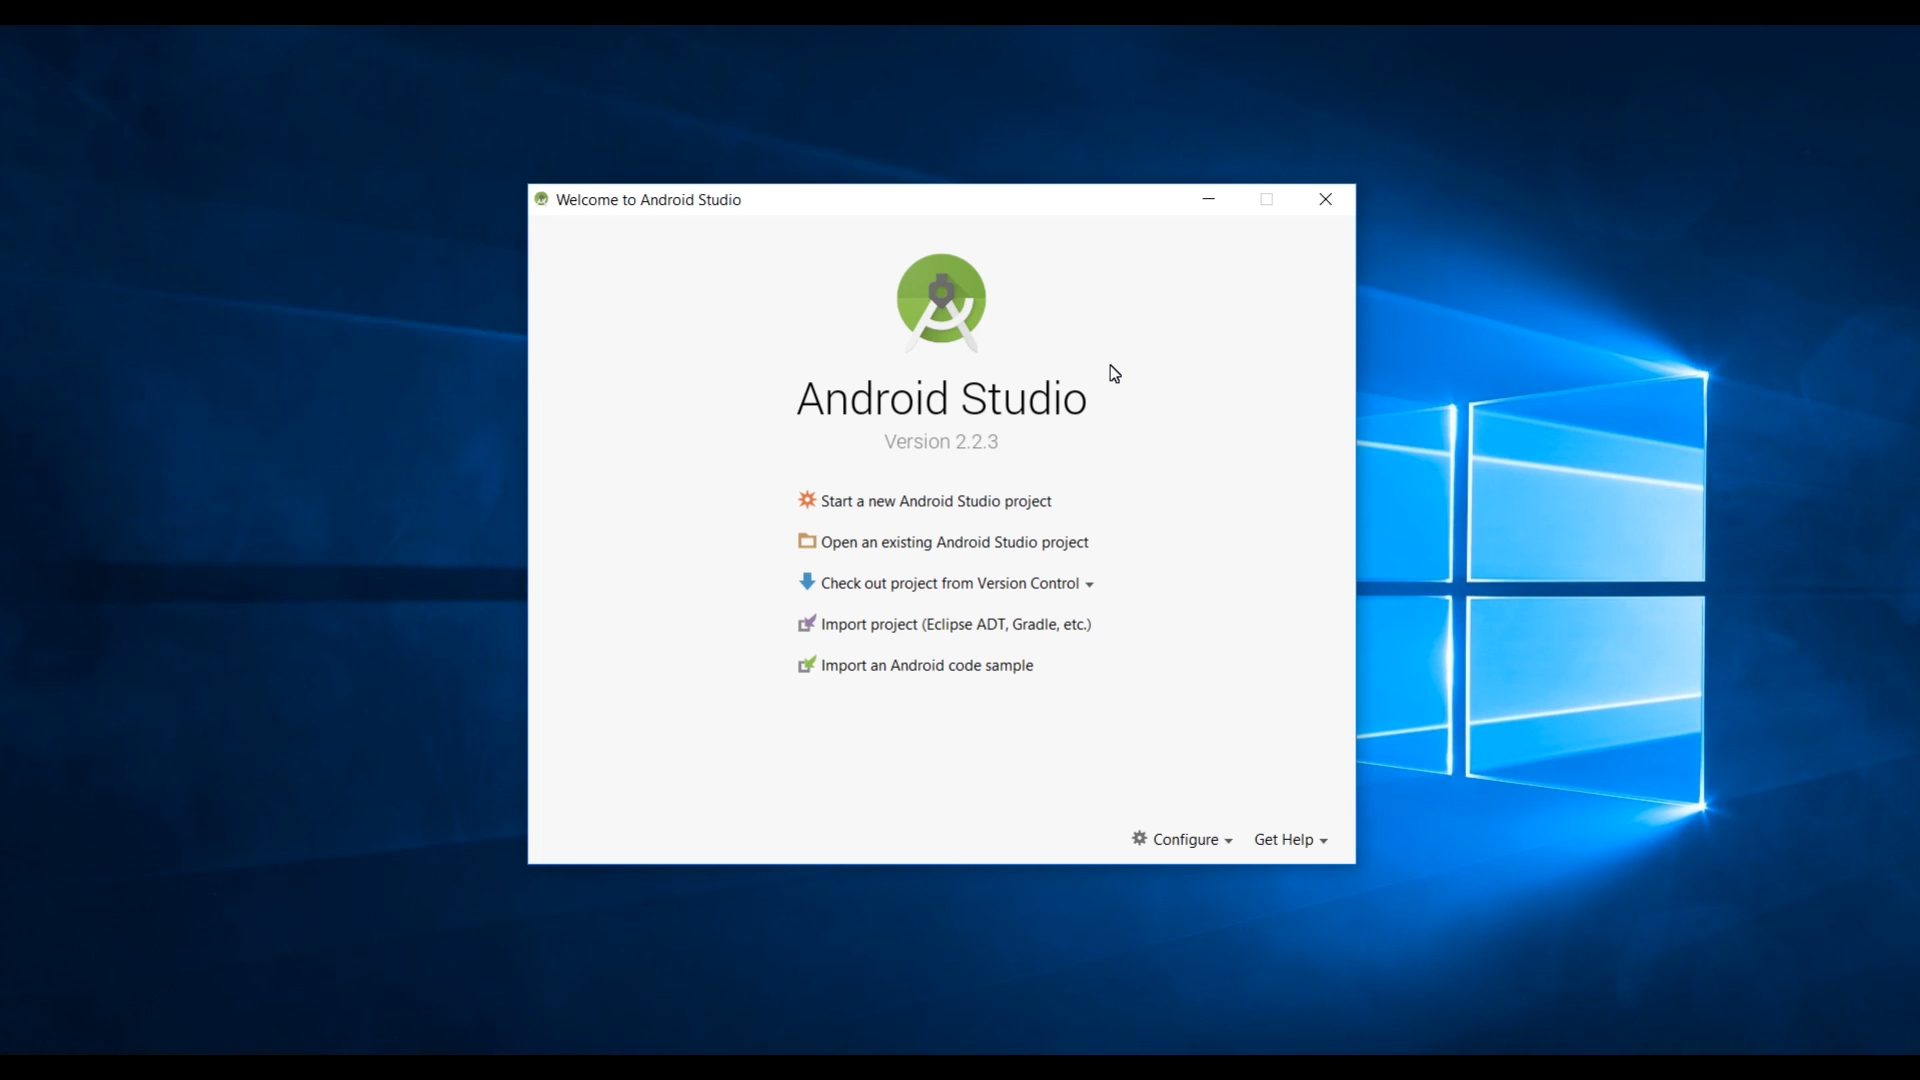 Welcome to Android Studio
Android Studio
Version 2.2.3
Start a new Android Studio project
Open an existing Android Studio project
Check out project from Version Control
Import project (Eclipse ADT, Gradle, etc.)
Import an Android code sample
Configure Get Help